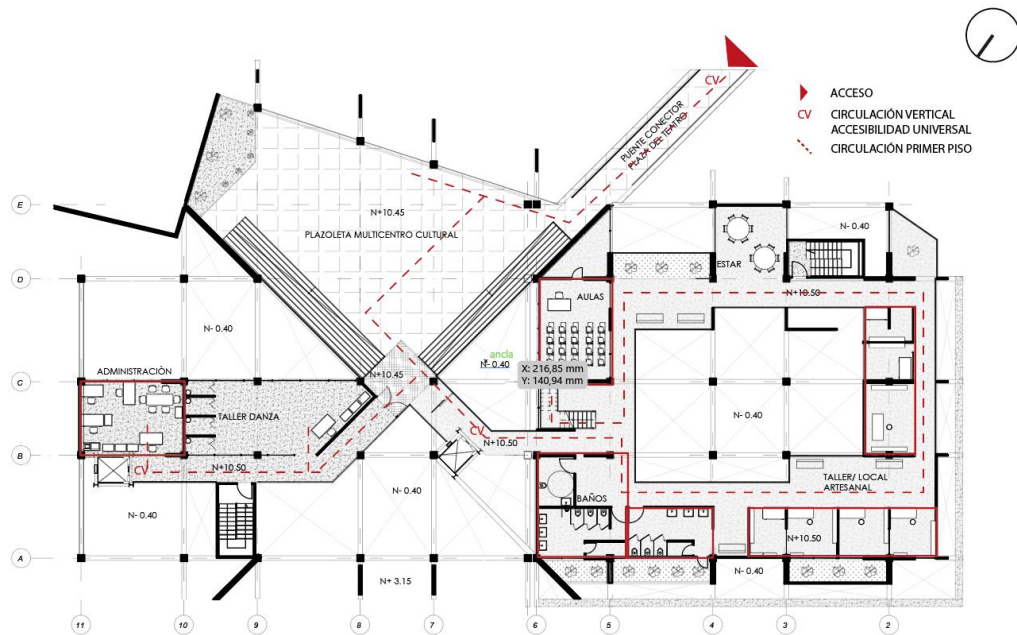 CV
PUENTE CONECTOR
PLAZA DEL TEATRO
ACCESO
CV CIRCULACIÓN VERTICAL
ACCESIBILIDAD UNIVERSAL
CIRCULACIÓN PRIMER PISO
E
N+10.45
PLAZOLETA MULTICENTRO CULTURAL
N- 0.40
ESTAR
D
AULAS
N+10.50
N- 0.40
ancla
N- 0.40
X: 216,85 mm
Y: 140,94 mm
ADMINISTRACIÒN
N+10.45
C
TALLER DANZA
N- 0.40
CV
N+10.50
B
CV
N+10.50
TALLER/ LOCAL
ARTESANAL
N- 0.40
N- 0.40
BAÑOS
N+10.50
A
N+ 3.15
N- 0.40
11 10 9 8 7 6 5 4 3 2